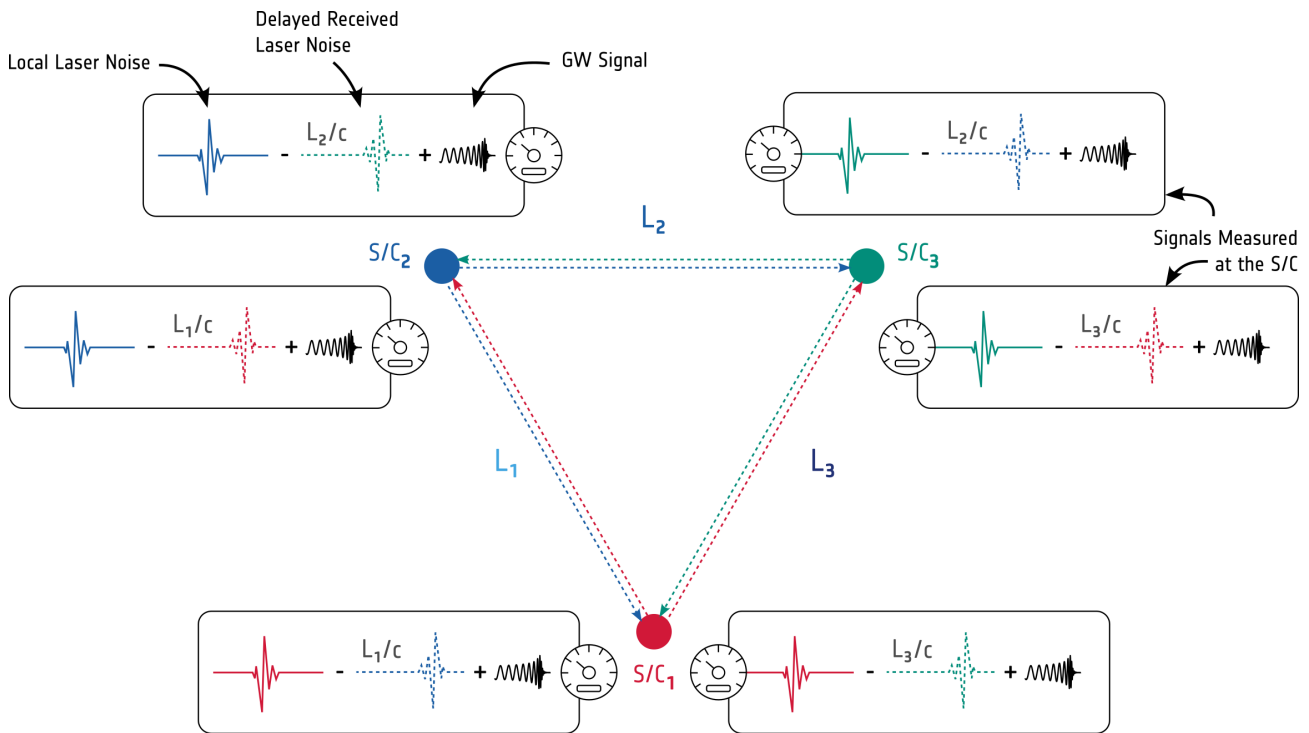 Delayed Received
Laser Noise
Local Laser Noise
GW Signal
L₂/c
-
+
L₂/c
-
+
L₂
S/C₂
S/C₃
Signals Measured
at the S/C
L₁/c
-
+
L₃/c
-
+
L₁
L₃
L₁/c
-
+
S/C₁
L₃/c
-
+